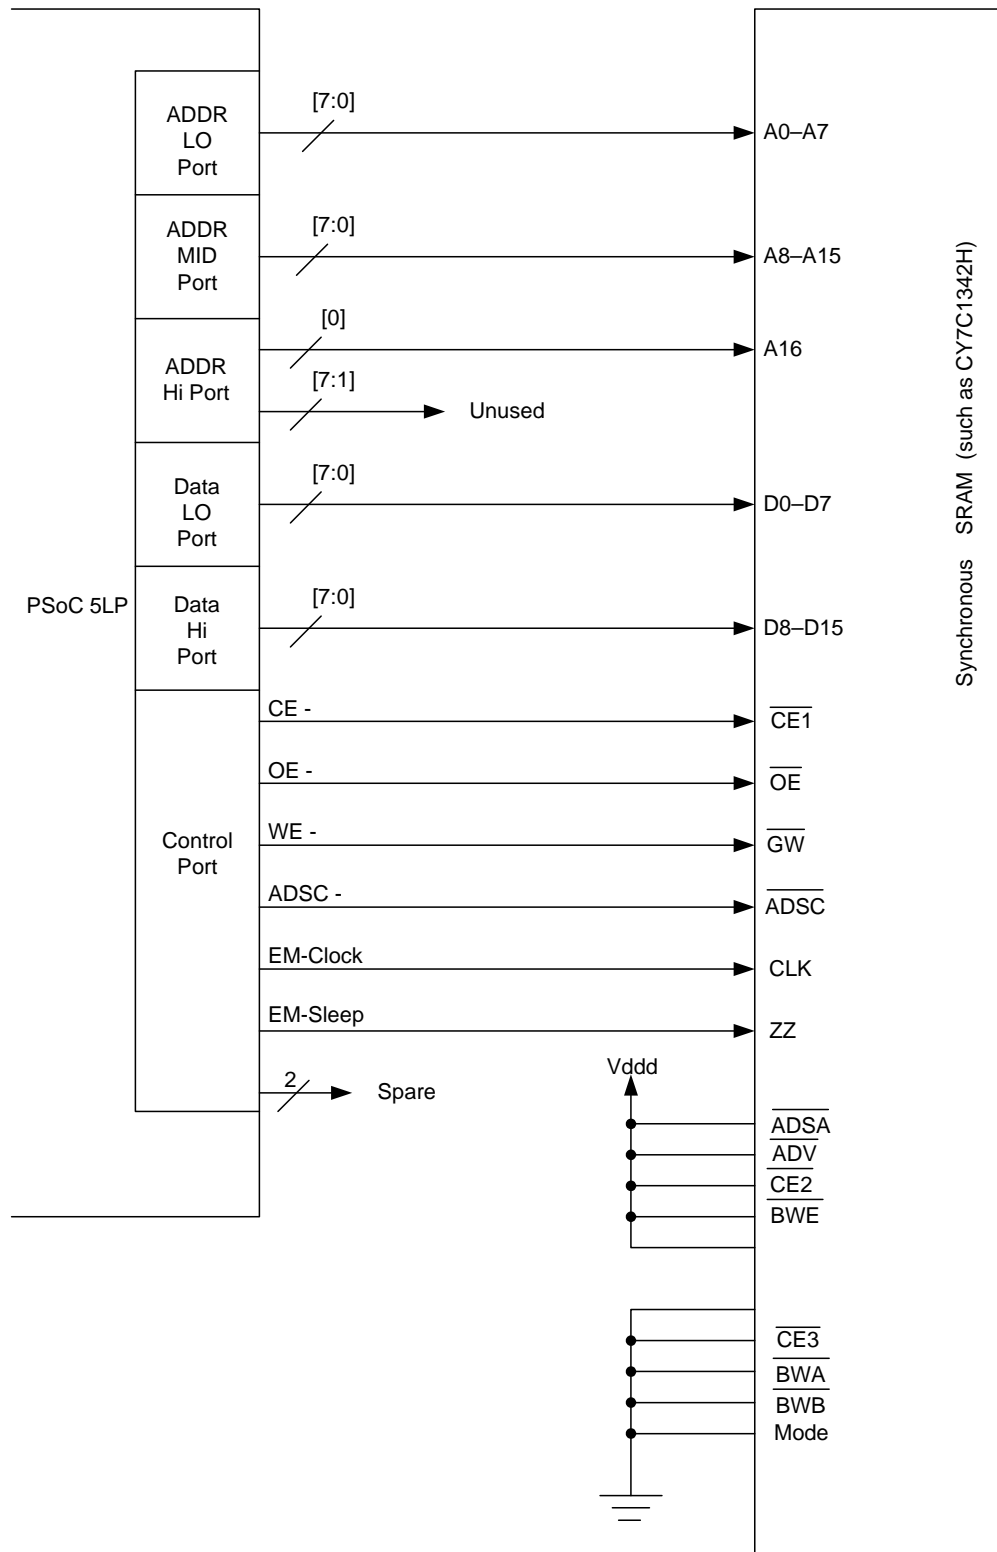 ADDR
LO
Port
[7:0]
A0–A7
ADDR
MID
Port
[7:0]
A8–A15
ADDR
Hi Port
[0]
A16
[7:1]
Unused
Data
LO
Port
[7:0]
D0–D7
PSoC 5LP
Data
Hi
Port
[7:0]
D8–D15
Synchronous SRAM (such as CY7C1342H)
Control
Port
CE -
CE1
OE -
OE
WE -
GW
ADSC -
ADSC
EM-Clock
CLK
EM-Sleep
ZZ
2
Spare
Vddd
ADSA
ADV
CE2
BWE
CE3
BWA
BWB
Mode